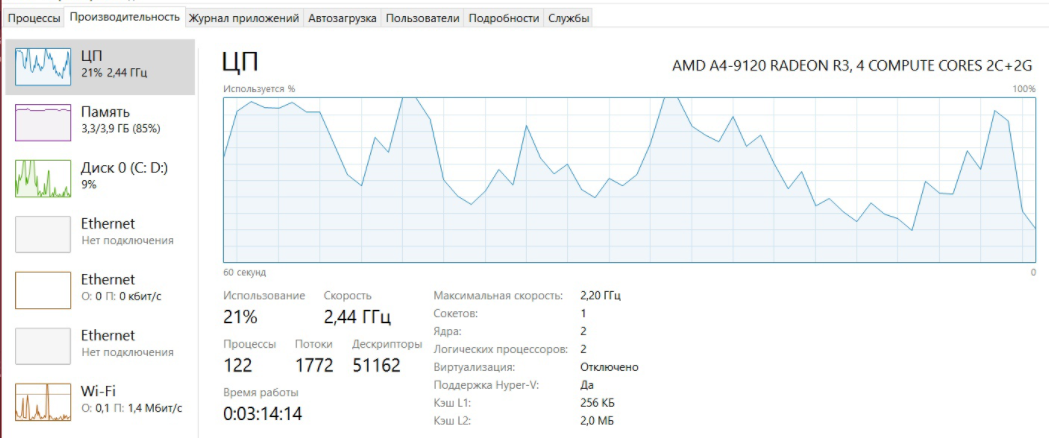 Процессы Производительность Журнал приложений Автозагрузка Пользователи Подробности Службы
ЦП
21% 2,44 ГГц
Память
3,3/3,9 ГБ (85%)
Диск 0 (C: D:)
9%
Ethernet
Нет подключения
Ethernet
О: 0 П: 0 кбит/с
Ethernet
Нет подключения
Wi-Fi
О: 0,1 П: 1,4 Мбит/с
ЦП
AMD A4-9120 RADEON R3, 4 COMPUTE CORES 2C+2G
Используется %
100%
60 секунд
0
Использование Скорость
21% 2,44 ГГц
Процессы Потоки Дескрипторы
122 1772 51162
Время работы
0:03:14:14
Максимальная скорость: 2,20 ГГц
Сокетов: 1
Ядра: 2
Логических процессоров: 2
Виртуализация: Отключено
Поддержка Hyper-V: Да
Кэш L1: 256 КБ
Кэш L2: 2,0 МБ